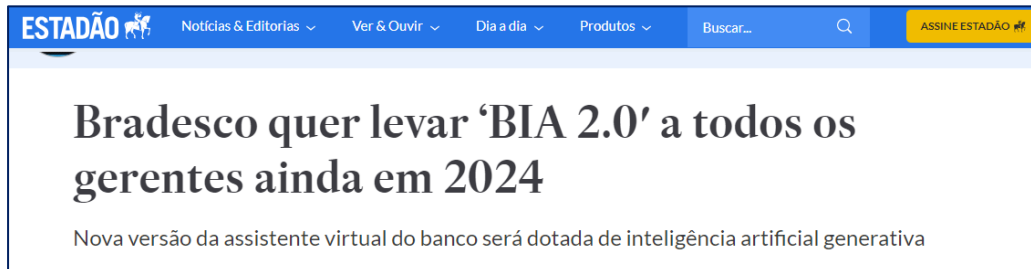 ESTADÃO Notícias & Editorias Ver & Ouvir Dia a dia Produtos Buscar... ASSINE ESTADÃO
Bradesco quer levar ‘BIA 2.0′ a todos os
gerentes ainda em 2024
Nova versão da assistente virtual do banco será dotada de inteligência artificial generativa